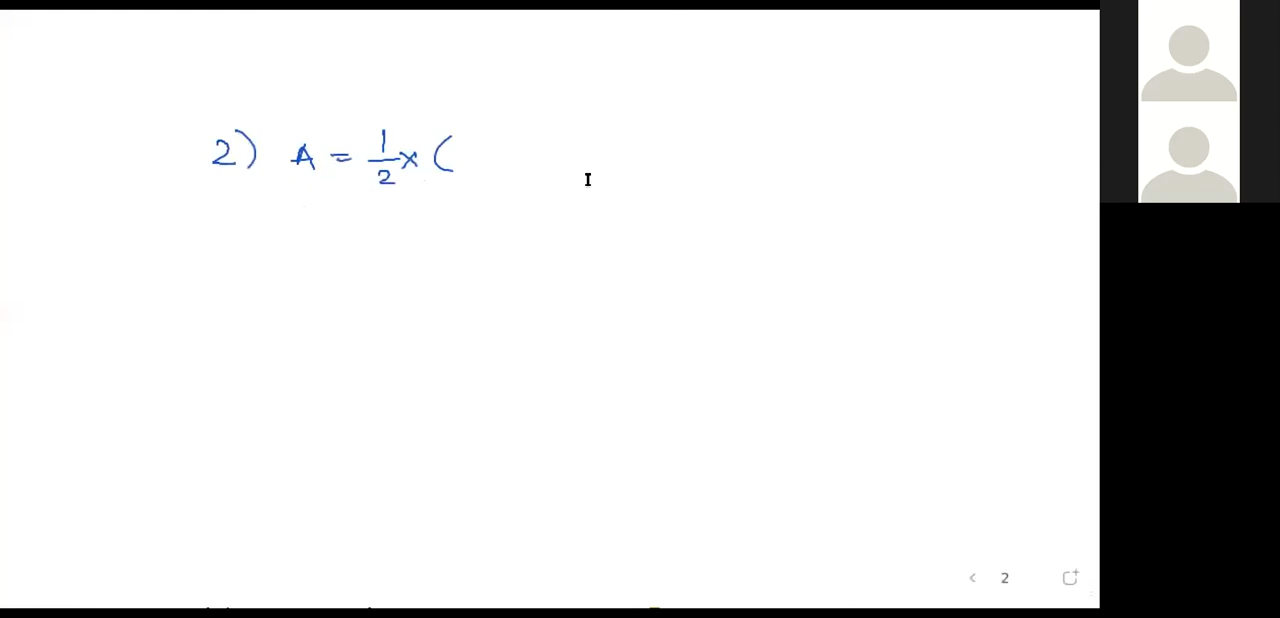 2) A = 1/2 x (
2